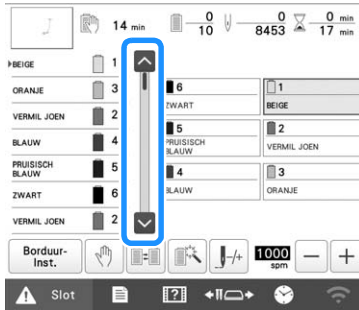 14 min
0
10
0
8453
0 min
17 min
BEIGE 1
ORANJE 3
VERMIL JOEN 2
BLAUW 4
PRUISISCH
BLAUW 5
ZWART 6
VERMIL JOEN 2
6
ZWART
1
BEIGE
5
PRUISISCH
BLAUW
2
VERMIL JOEN
4
BLAUW
3
ORANJE
Borduur-
Inst.
-/+
1000
spm
− +
Slot
?